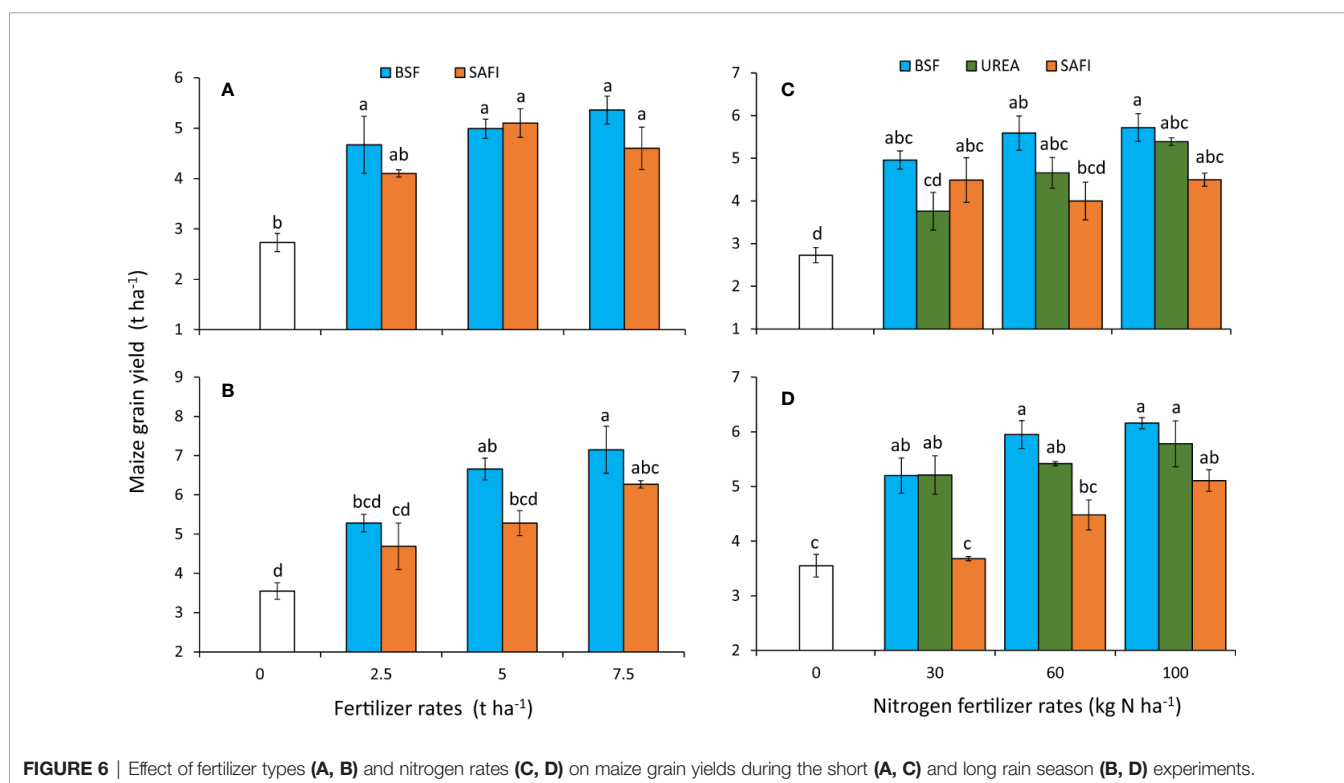 BSF SAFI
A
6
5
4
3
2
1
b
a
ab
a
a
a
a
BSF UREA SAFI
C
7
6
5
4
3
2
1
d
abc
cd
abc
ab
abc
bcd
a
abc
abc
Maize grain yield (t ha-1)
B
9
8
7
6
5
4
3
2
d
bcd
cd
ab
bcd
a
abc
0 2.5 5 7.5
Fertilizer rates (t ha-1)
D
7
6
5
4
3
2
c
ab
ab
c
a
ab
bc
a
a
ab
0 30 60 100
Nitrogen fertilizer rates (kg N ha-1)
FIGURE 6 | Effect of fertilizer types (A, B) and nitrogen rates (C, D) on maize grain yields during the short (A, C) and long rain season (B, D) experiments.